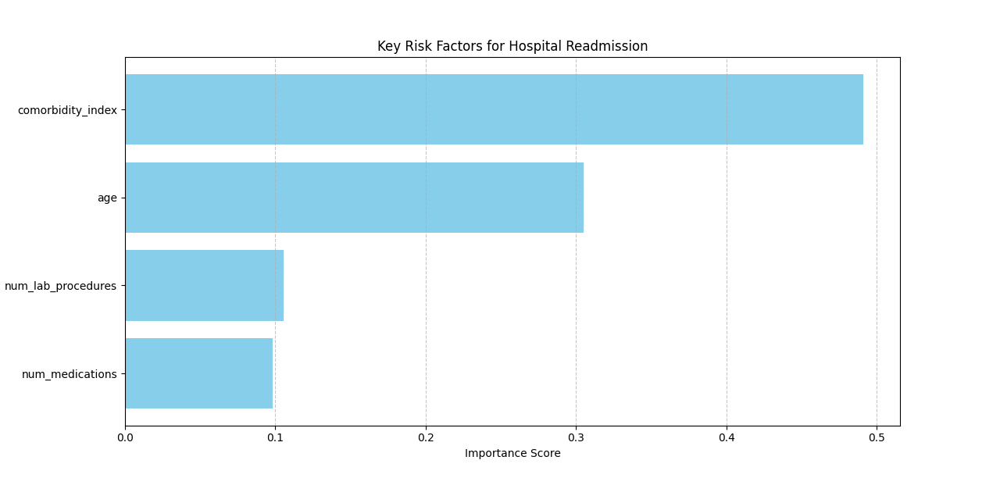 Key Risk Factors for Hospital Readmission
comorbidity_index
age
num_lab_procedures
num_medications
0.0 0.1 0.2 0.3 0.4 0.5
Importance Score